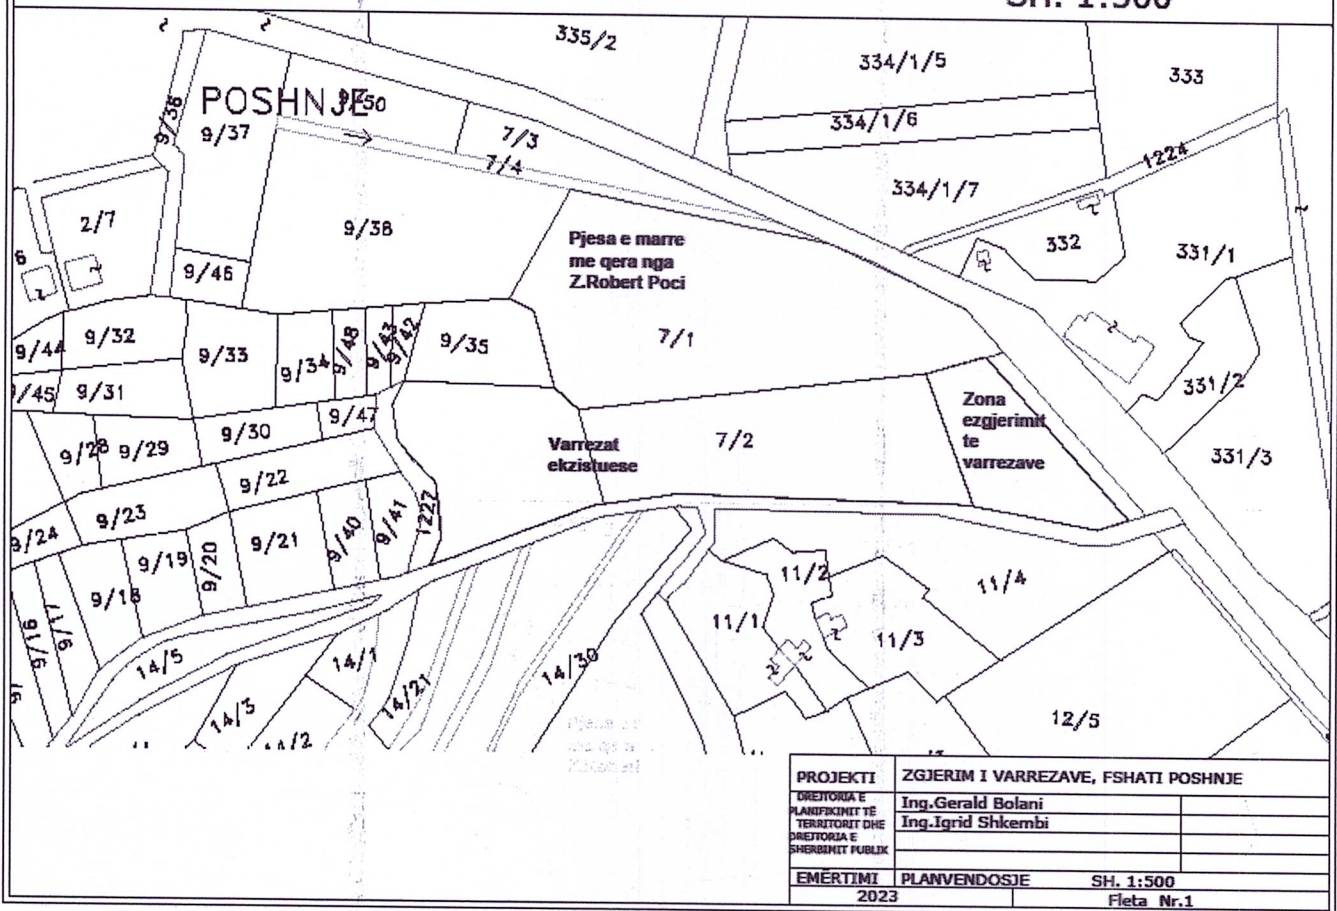 SH. 1:500
335/2
334/1/5
333
POSHNJE
9/50
9/36
9/37
7/3
334/1/6
7/4
1224
334/1/7
2/7
9/38
Pjesa e marre
me qera nga
Z.Robert Poci
332
331/1
6
9/46
9/44
9/32
9/33
9/34
9/48
9/43
9/42
9/35
7/1
331/2
9/31
9/47
Zona
ezgjerimit
te
varrezave
9/28
9/29
9/30
Varrezat
ekzistuese
7/2
331/3
9/22
9/23
9/24
1227
9/19
9/20
9/21
9/40
9/41
9/18
9/16
9/17
11/2
11/4
11/1
11/3
14/5
14/1
14/30
14/21
14/3
12/5
PROJEKTI
ZGJERIM I VARREZAVE, FSHATI POSHNJE
DREJTORIA E
PLANIFIKIMIT TË
TERRITORIT DHE
DREJTORIA E
SHERBIMIT PUBLIK
Ing.Gerald Bolani
Ing.Igrid Shkembi
EMËRTIMI
PLANVENDOSJE
SH. 1:500
2023
Fleta Nr.1